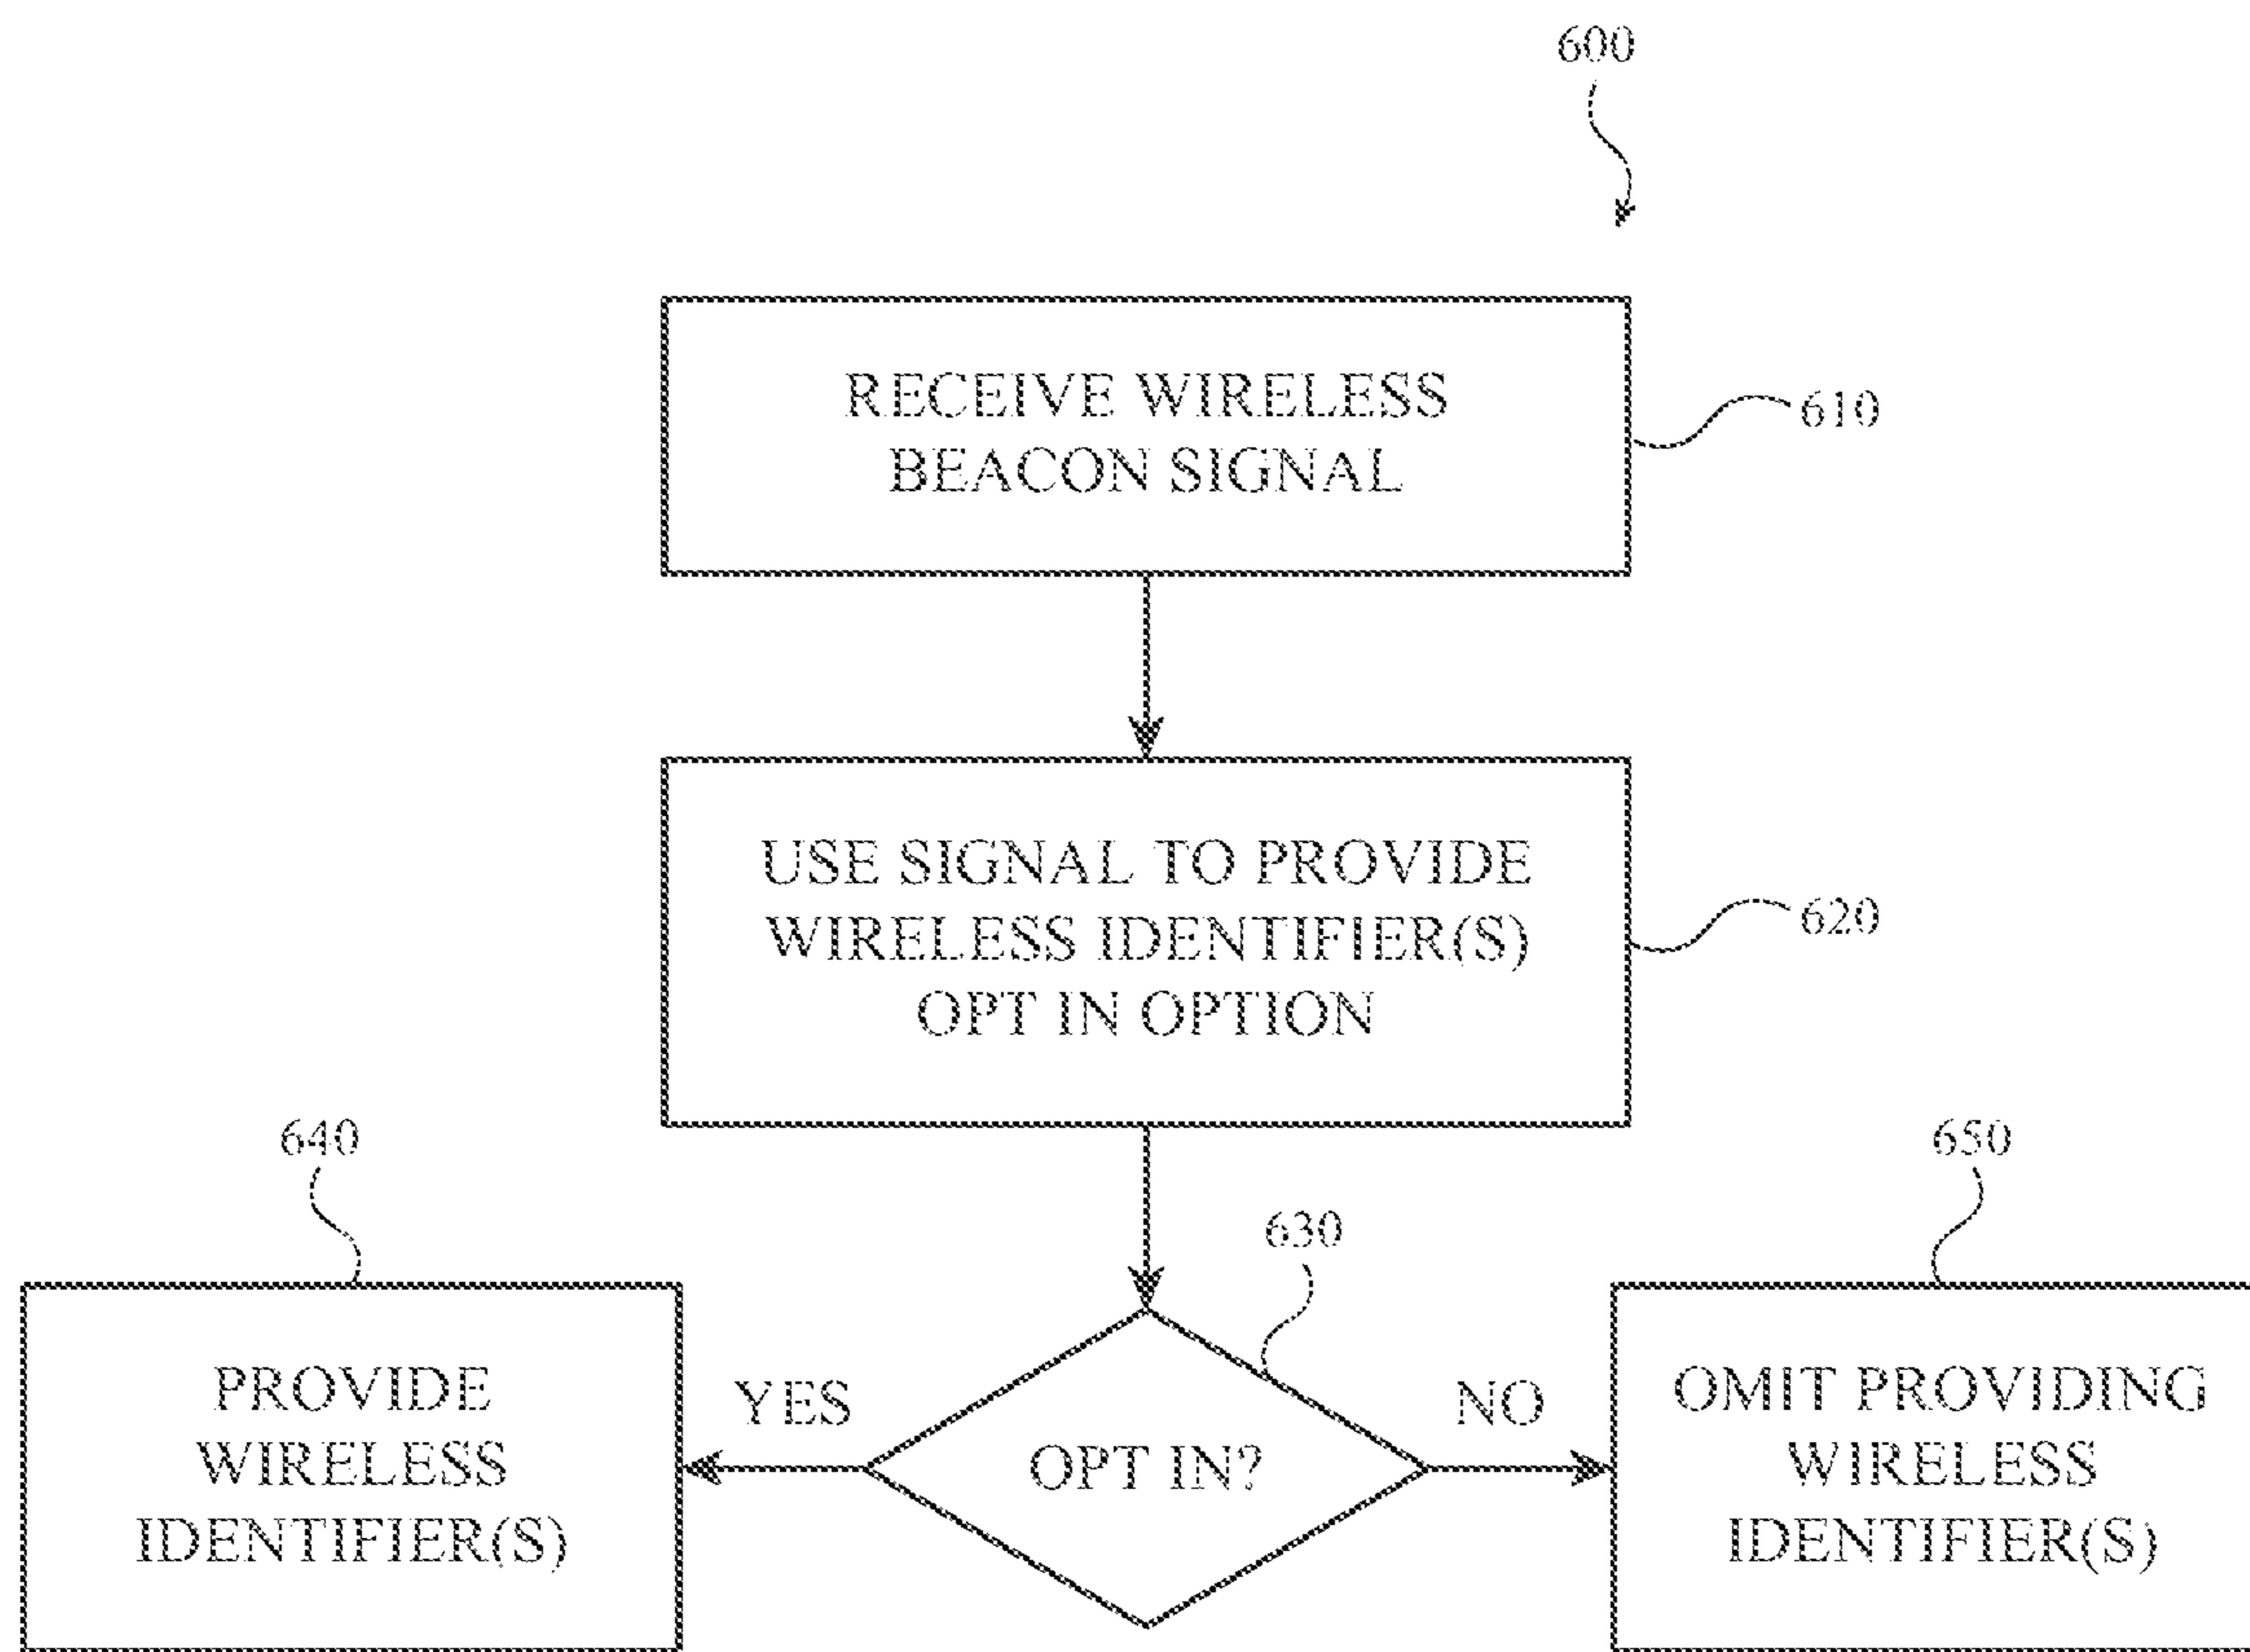 600
RECEIVE WIRELESS
BEACON SIGNAL
610
USE SIGNAL TO PROVIDE
WIRELESS IDENTIFIER(S)
OPT IN OPTION
620
640
650
630
PROVIDE
WIRELESS
IDENTIFIER(S)
YES
OPT IN?
NO
OMIT PROVIDING
WIRELESS
IDENTIFIER(S)